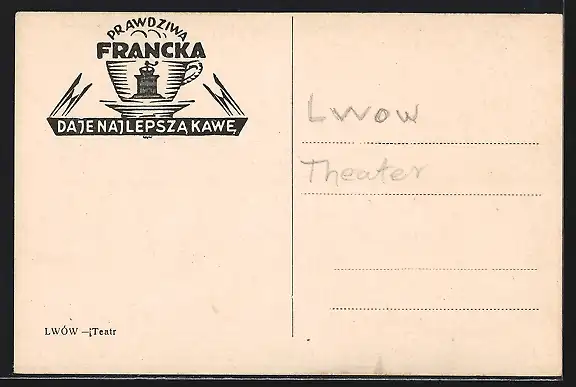 PRAWDZIWA
FRANCKA
DAJE NAJLEPSZĄ KAWĘ
Lwow
Theater
LWÓW – Teatr